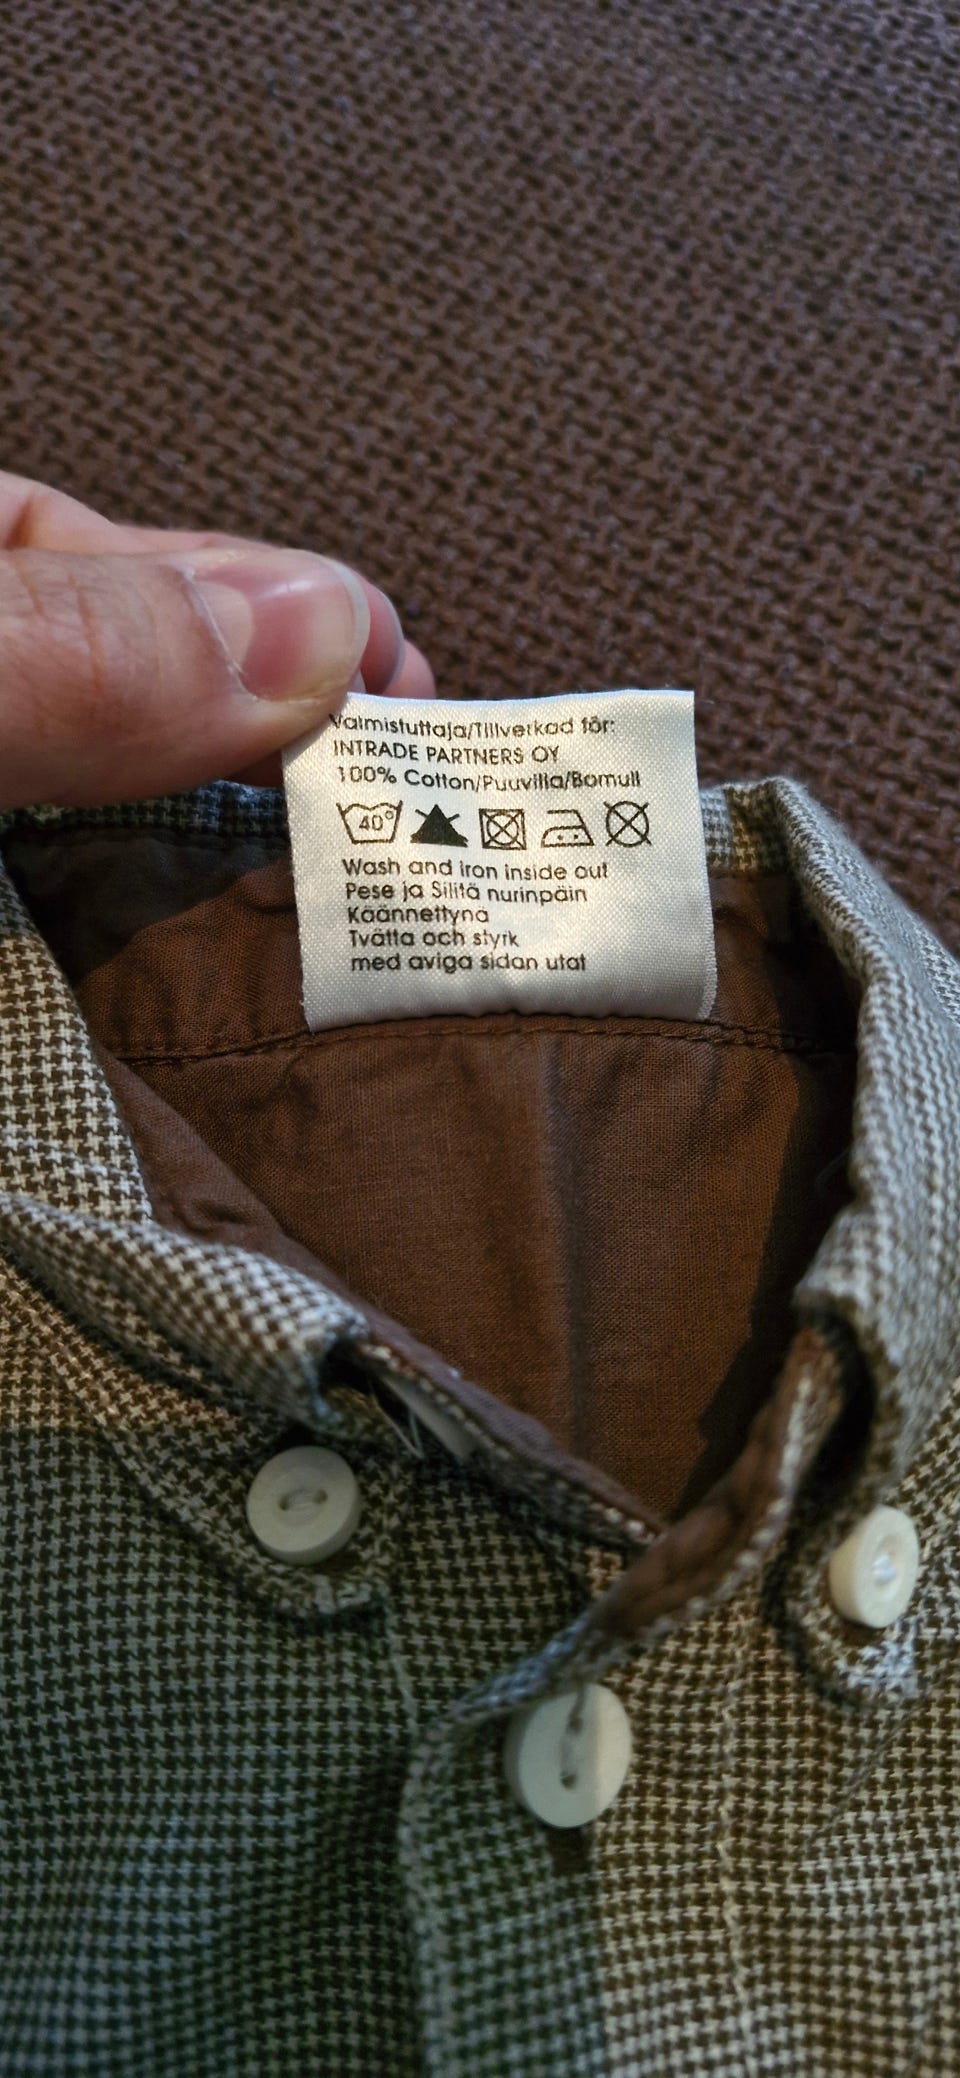 Valmistuttaja/Tillverkad för:
INTRADE PARTNERS OY
100% Cotton/Puuvilla/Bomull
40°
Wash and iron inside out
Pese ja Silitä nurinpäin
Käännettynä
Tvätta och styrk
med aviga sidan utåt